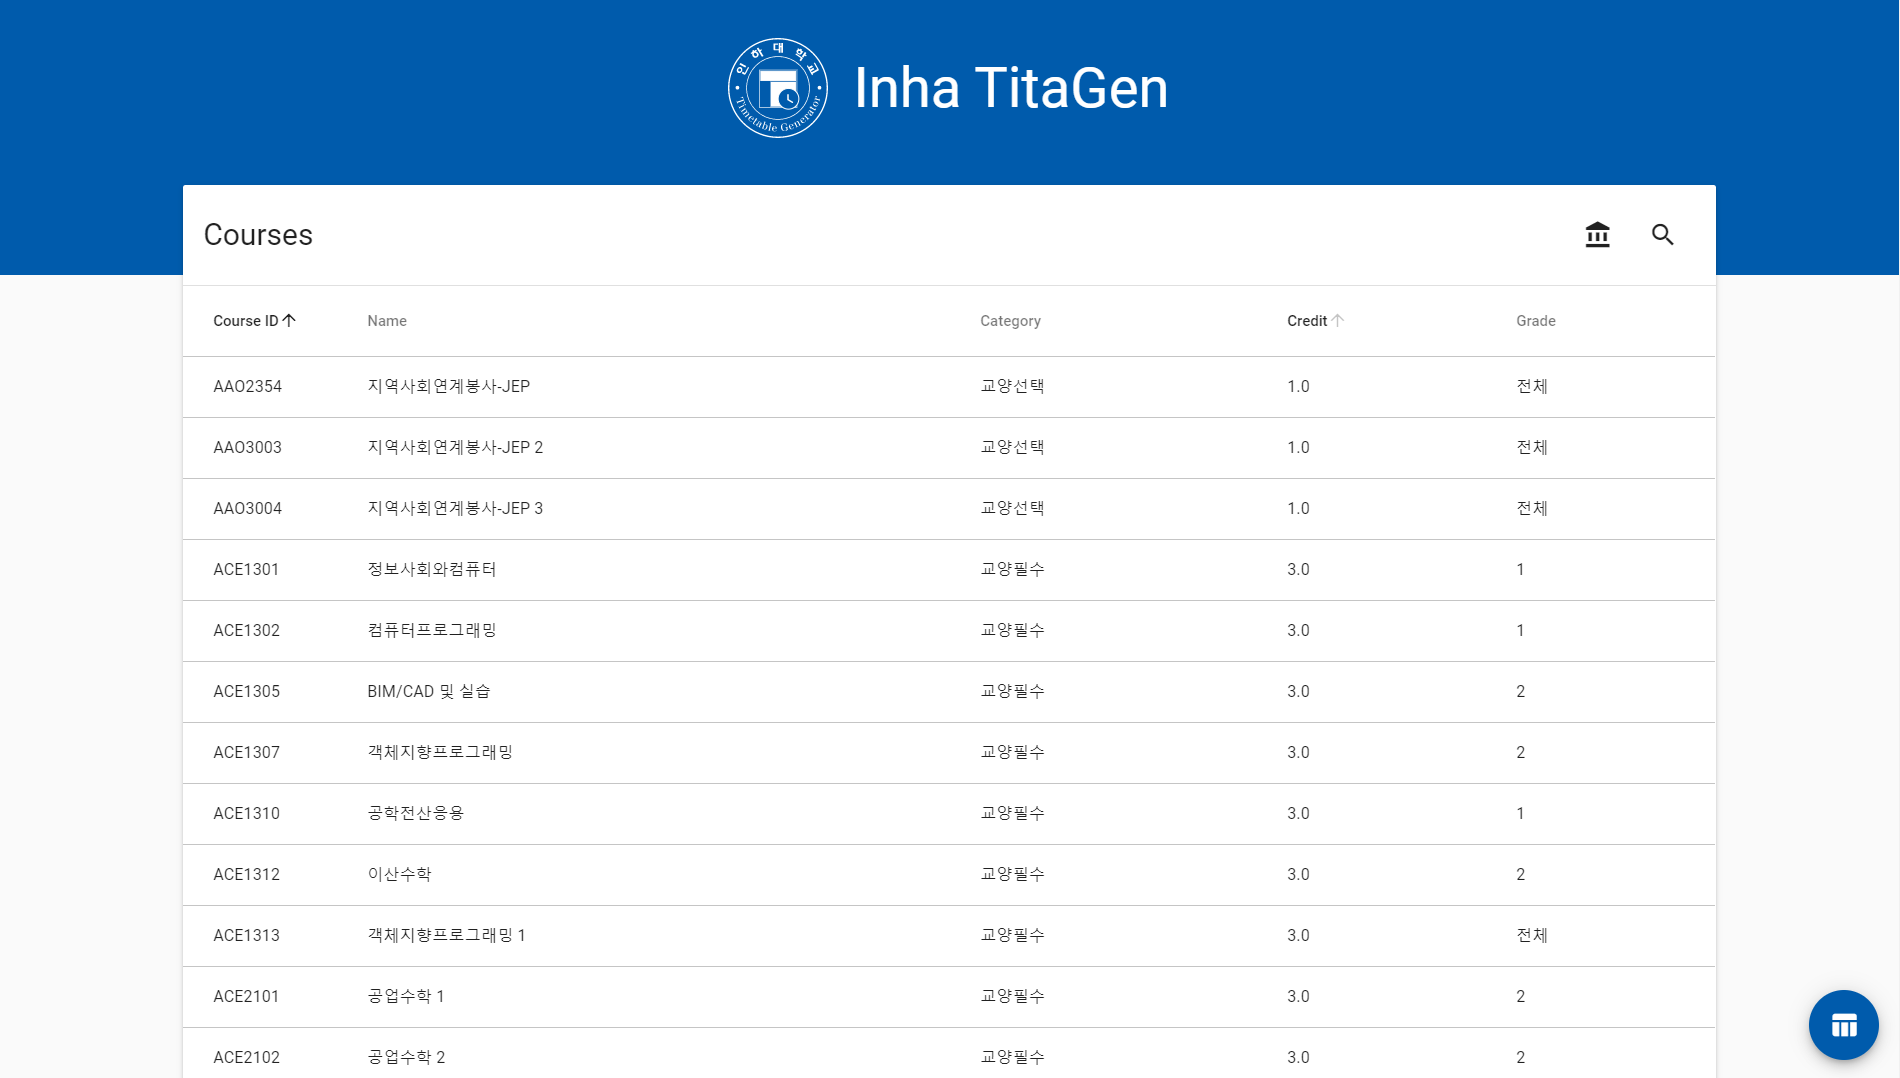 인하대학교
Timetable Generator
Inha TitaGen
Courses
Course ID Name Category Credit Grade
AAO2354 지역사회연계봉사-JEP 교양선택 1.0 전체
AAO3003 지역사회연계봉사-JEP 2 교양선택 1.0 전체
AAO3004 지역사회연계봉사-JEP 3 교양선택 1.0 전체
ACE1301 정보사회와컴퓨터 교양필수 3.0 1
ACE1302 컴퓨터프로그래밍 교양필수 3.0 1
ACE1305 BIM/CAD 및 실습 교양필수 3.0 2
ACE1307 객체지향프로그래밍 교양필수 3.0 2
ACE1310 공학전산응용 교양필수 3.0 1
ACE1312 이산수학 교양필수 3.0 2
ACE1313 객체지향프로그래밍 1 교양필수 3.0 전체
ACE2101 공업수학 1 교양필수 3.0 2
ACE2102 공업수학 2 교양필수 3.0 2